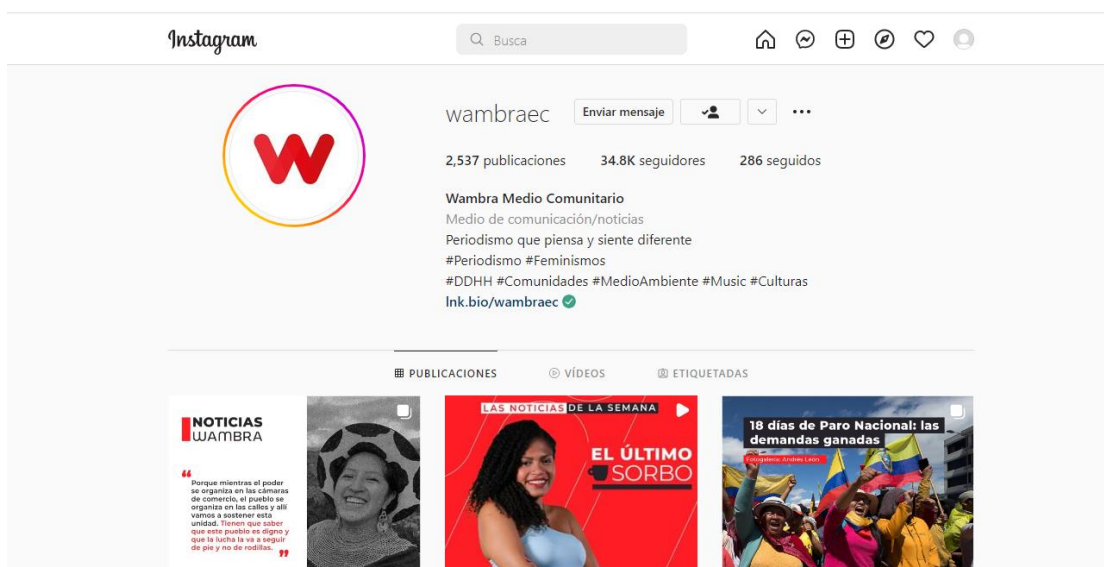 Instagram
Busca
wambraec Enviar mensaje
2,537 publicaciones 34.8K seguidores 286 seguidos
Wambra Medio Comunitario
Medio de comunicación/noticias
Periodismo que piensa y siente diferente
#Periodismo #Feminismos
#DDHH #Comunidades #MedioAmbiente #Music #Culturas
lnk.bio/wambraec
PUBLICACIONES VÍDEOS ETIQUETADAS
NOTICIAS
WAMBRA
“
Porque mientras el poder
se organiza en las cámaras
de comercio, el pueblo se
organiza en las calles y allí
vamos a sostener esta
unidad. Tienen que saber
que este pueblo es digno y
que la lucha la va a seguir
de pie y no de rodillas.
”
LAS NOTICIAS DE LA SEMANA
EL ÚLTIMO
SORBO
18 días de Paro Nacional: las
demandas ganadas
Fotogalería: Andrés León